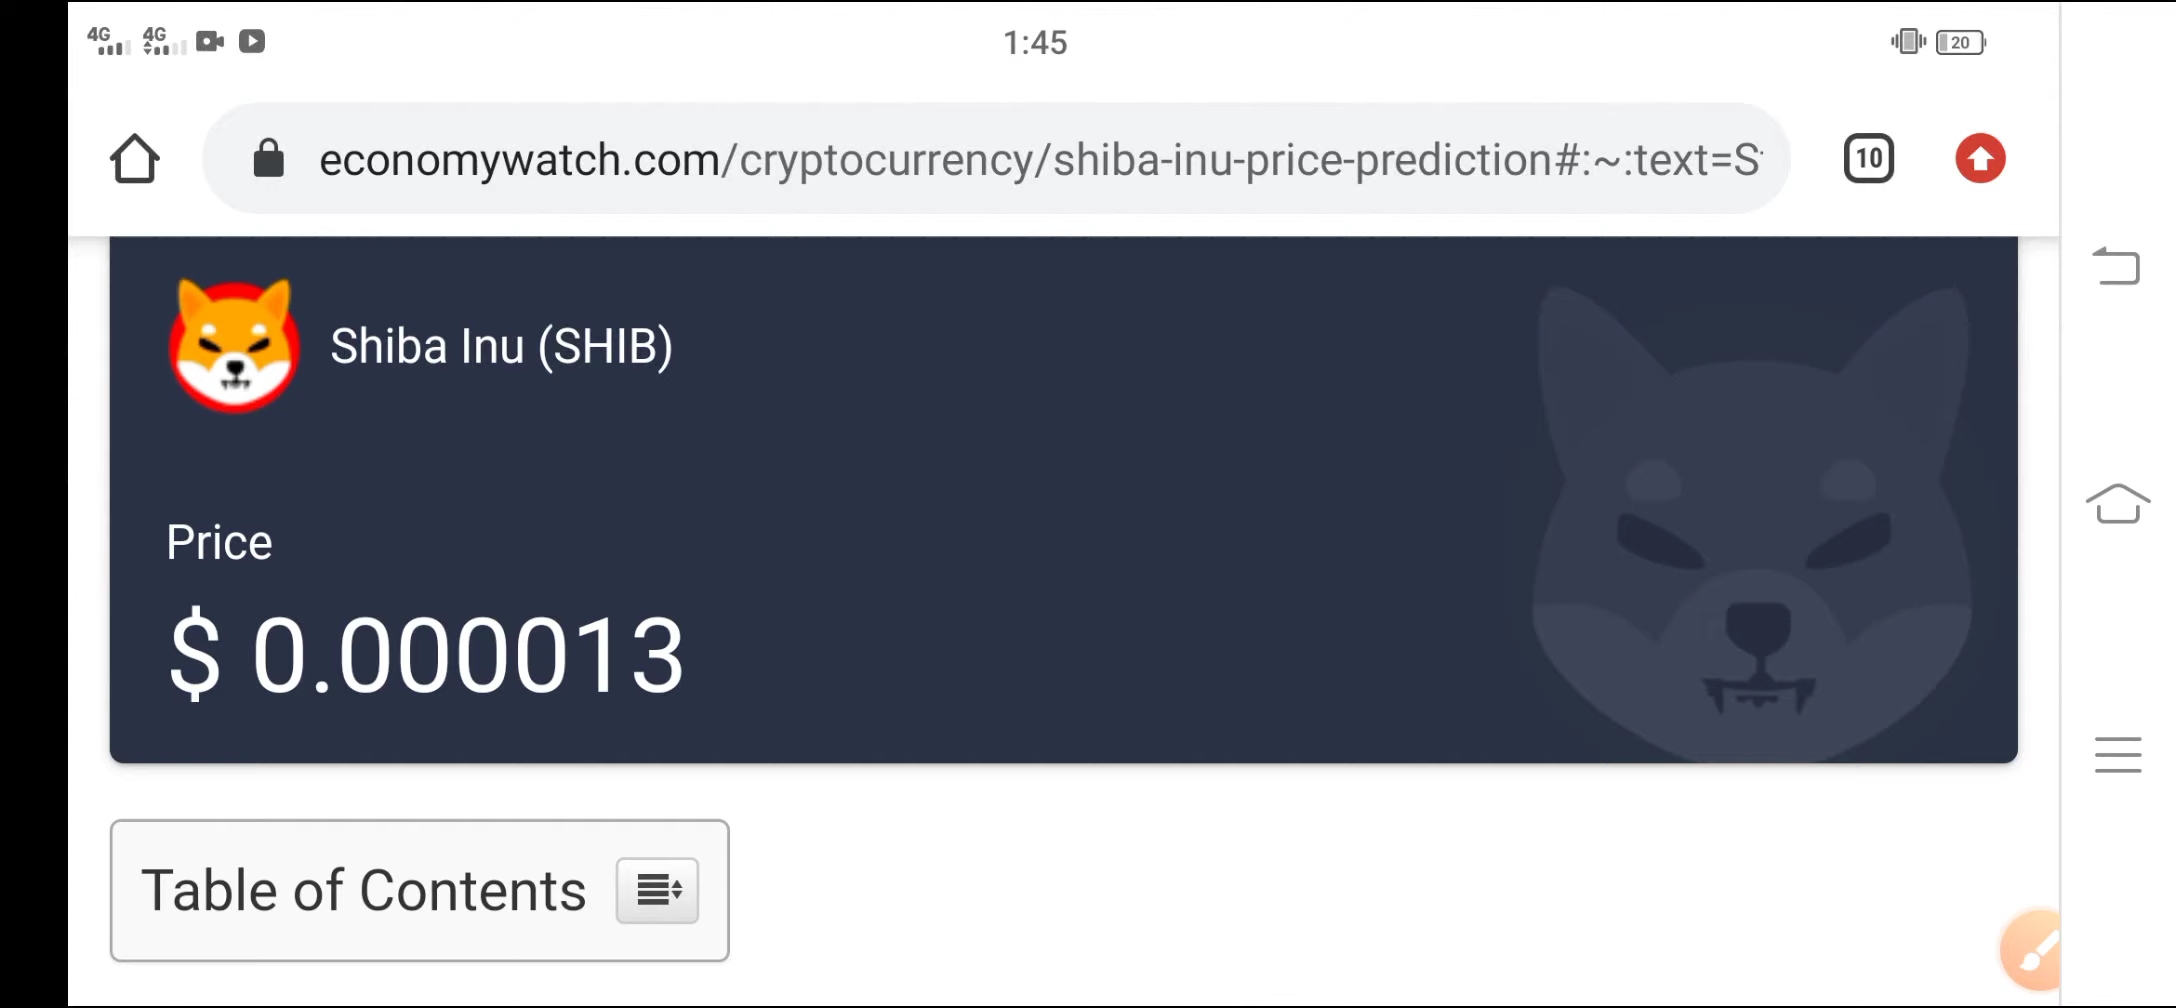 4G 4G 1:45 20
economywatch.com/cryptocurrency/shiba-inu-price-prediction#:~:text=S
10
Shiba Inu (SHIB)
Price
$ 0.000013
Table of Contents